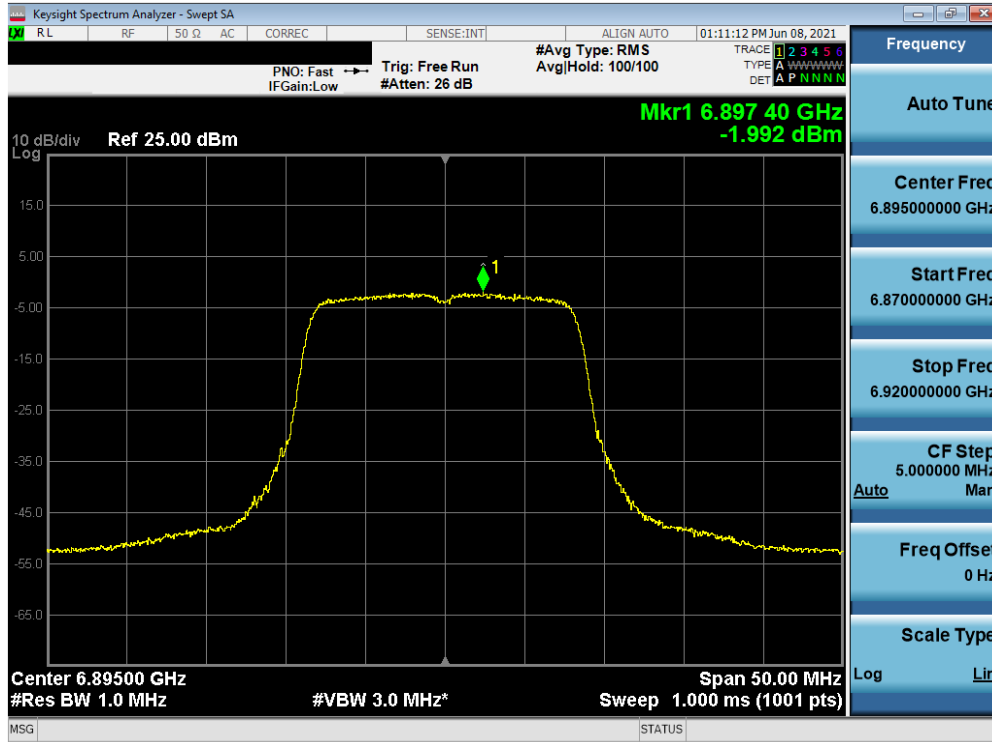 Keysight Spectrum Analyzer - Swept SA
LXI RL RF 50 Ω AC CORREC SENSE:INT ALIGN AUTO 01:11:12 PM Jun 08, 2021
PNO: Fast
IFGain:Low
Trig: Free Run
#Atten: 26 dB
#Avg Type: RMS
Avg|Hold: 100/100
TRACE 1 2 3 4 5 6
TYPE A WWWWW
DET A P N N N N
Mkr1 6.897 40 GHz
-1.992 dBm
10 dB/div Ref 25.00 dBm
Log
15.0
5.00
-5.00
-15.0
-25.0
-35.0
-45.0
-55.0
-65.0
1
Center 6.89500 GHz Span 50.00 MHz
#Res BW 1.0 MHz #VBW 3.0 MHz* Sweep 1.000 ms (1001 pts)
MSG STATUS
Frequency
Auto Tune
Center Freq
6.895000000 GHz
Start Freq
6.870000000 GHz
Stop Freq
6.920000000 GHz
CF Step
5.000000 MHz
Auto Man
Freq Offset
0 Hz
Scale Type
Log Lin